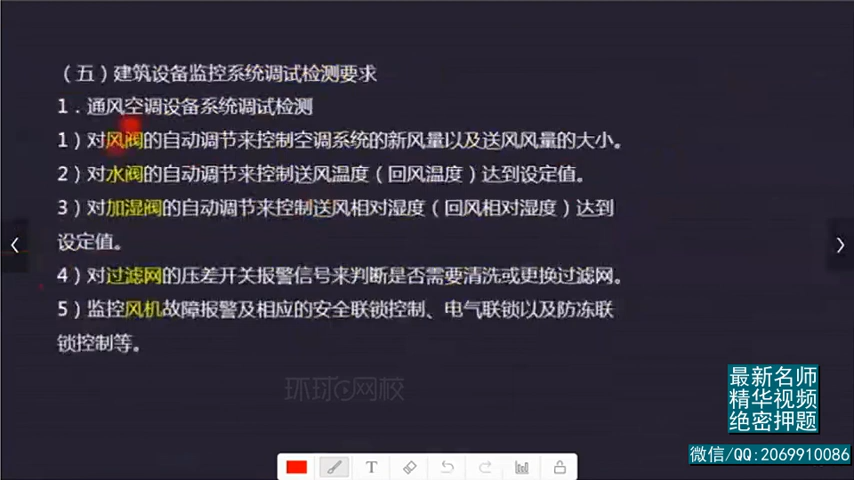 （五）建筑设备监控系统调试检测要求
1．通风空调设备系统调试检测
1）对风阀的自动调节来控制空调系统的新风量以及送风风量的大小。
2）对水阀的自动调节来控制送风温度（回风温度）达到设定值。
3）对加湿阀的自动调节来控制送风相对湿度（回风相对湿度）达到
设定值。
4）对过滤网的压差开关报警信号来判断是否需要清洗或更换过滤网。
5）监控风机故障报警及相应的安全联锁控制、电气联锁以及防冻联
锁控制等。
环球网校
最新名师
精华视频
绝密押题
微信/QQ:2069910086
T